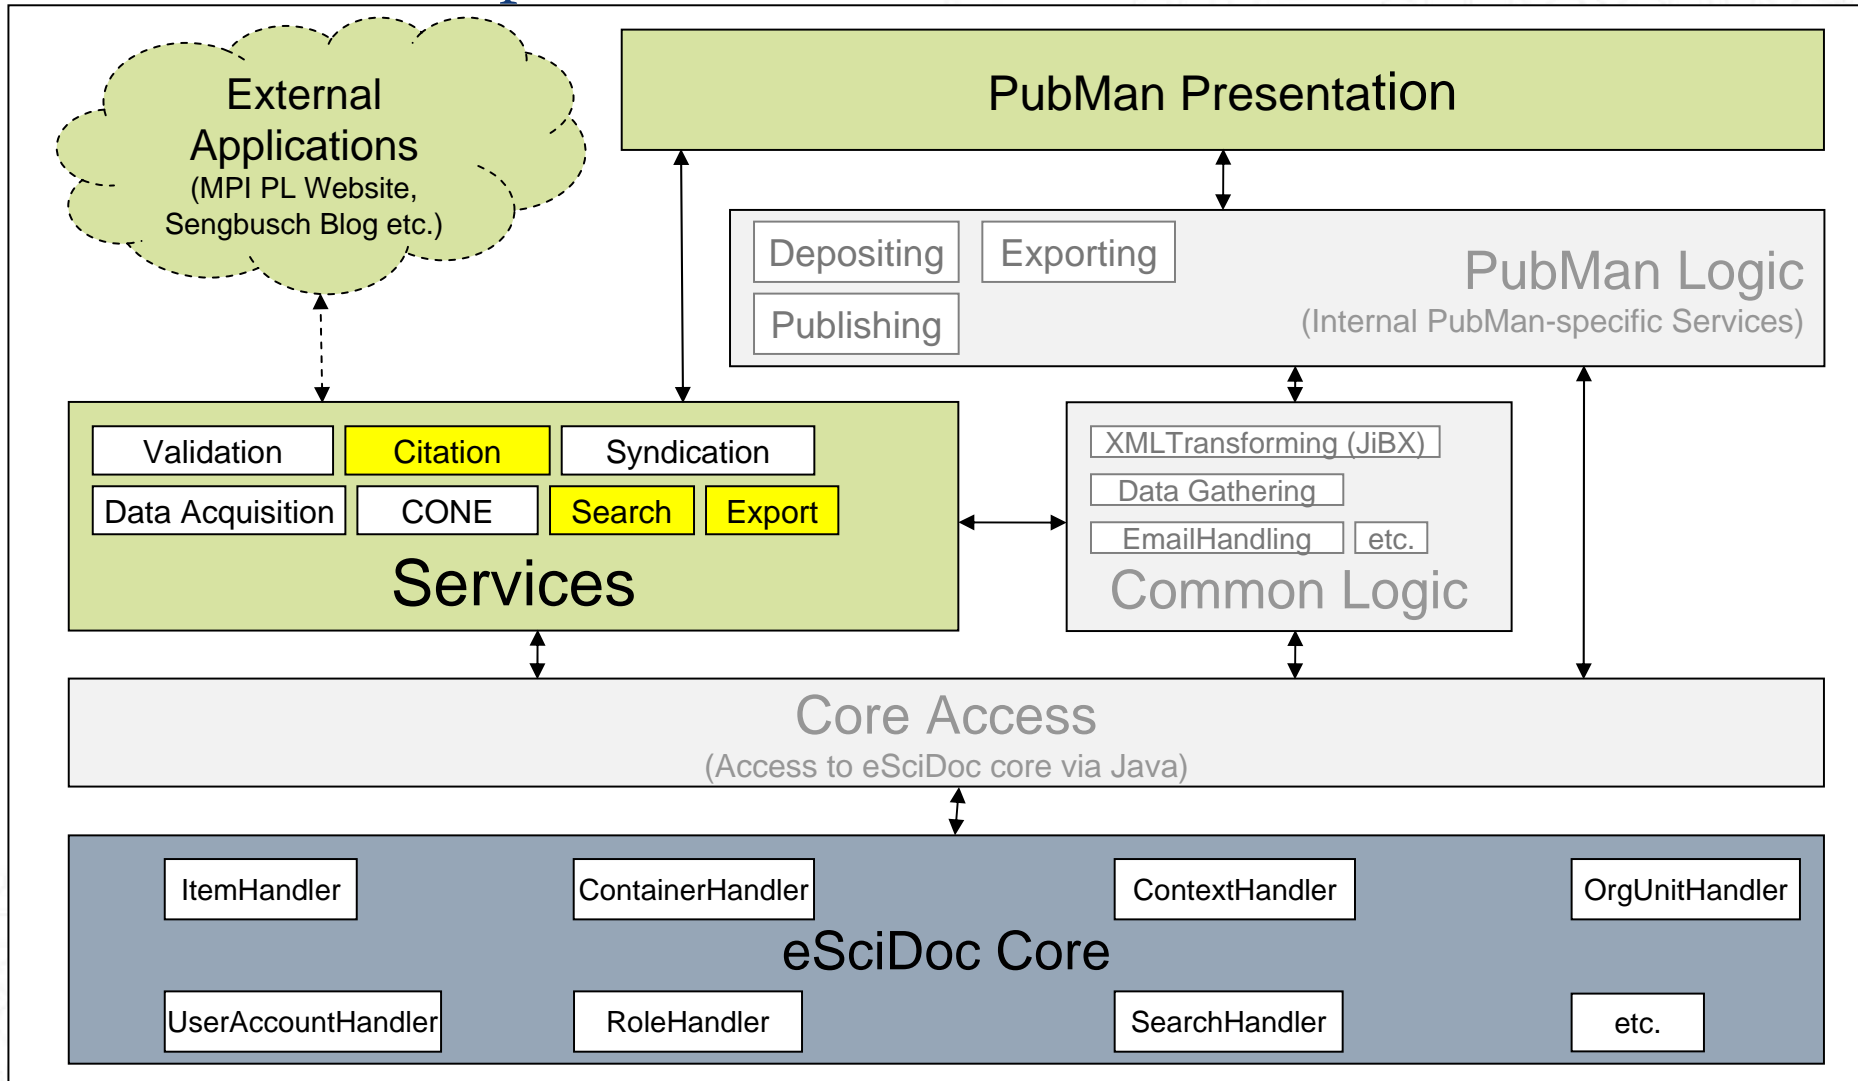 External
Applications
(MPI PL Website,
Sengbusch Blog etc.)
PubMan Presentation
Depositing
Exporting
Publishing
PubMan Logic
(Internal PubMan-specific Services)
Validation
Citation
Syndication
Data Acquisition
CONE
Search
Export
Services
XMLTransforming (JiBX)
Data Gathering
EmailHandling
etc.
Common Logic
Core Access
(Access to eSciDoc core via Java)
ItemHandler
ContainerHandler
ContextHandler
OrgUnitHandler
eSciDoc Core
UserAccountHandler
RoleHandler
SearchHandler
etc.